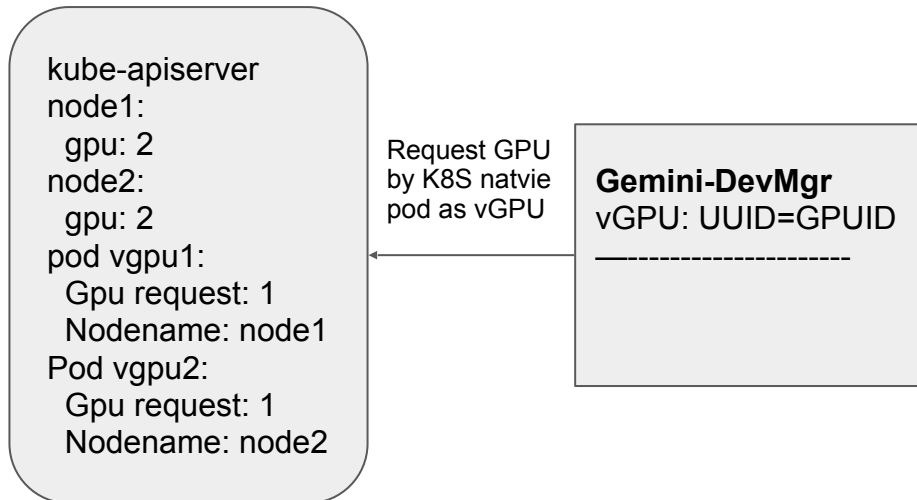 kube-apiserver
node1:
gpu: 2
node2:
gpu: 2
pod vgpu1:
Gpu request: 1
Nodename: node1
Pod vgpu2:
Gpu request: 1
Nodename: node2
Request GPU
by K8S natvie
pod as vGPU
Gemini-DevMgr
vGPU: UUID=GPUID
—---------------------